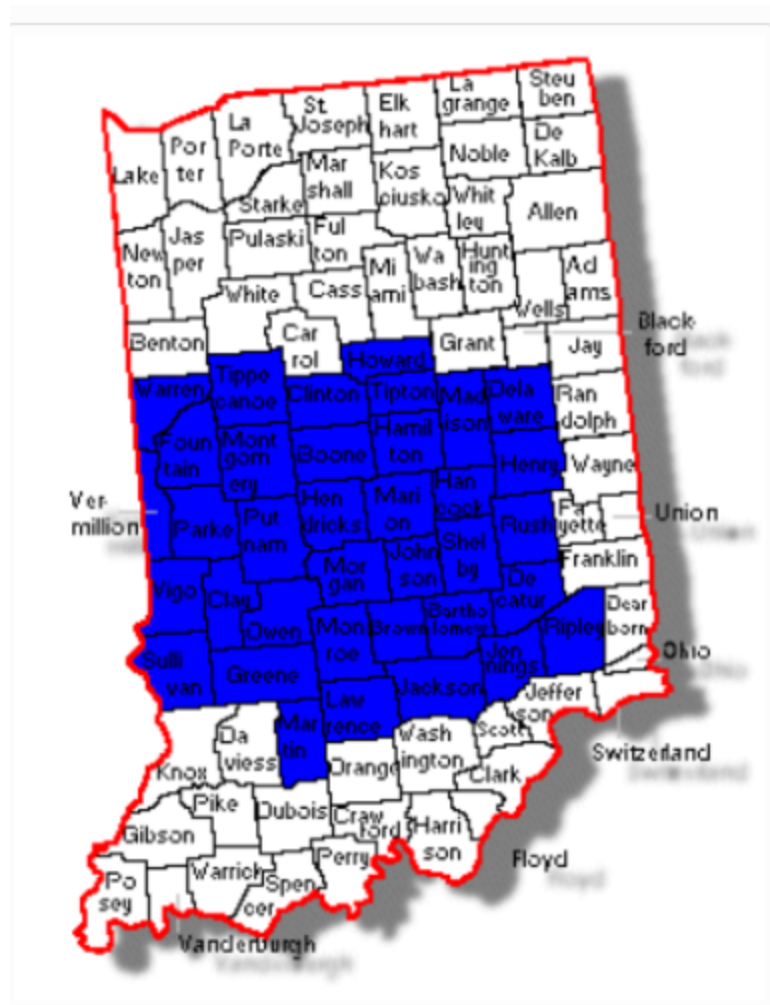 La
grange
Steu
ben
St.
Joseph
Elk
hart
La
Porte
Por
ter
Lake
De
Kalb
Noble
Mar
shall
Kos
ciusko
Starke
Whit
ley
Allen
New
ton
Jas
per
Pulaski
Ful
ton
Mi
ami
Wa
bash
Hunt
ing
ton
Ad
ams
White
Cass
Wells
Black
ford
Benton
Car
rol
Howard
Grant
Jay
Warren
Tippe
canoe
Clinton
Tipton
Mad
ison
Dela
ware
Ran
dolph
Foun
tain
Mont
gom
ery
Boone
Hamil
ton
Henry
Wayne
Ver-
million
Parke
Put
nam
Hen
dricks
Mari
on
Han
cock
Rush
Fa
yette
Union
Shel
by
John
son
Mor
gan
Franklin
Vigo
Clay
Owen
De
catur
Dear
born
Mon
roe
Brown
Bartho
lomew
Ripley
Ohio
Sulli
van
Greene
Jen
nings
Jackson
Law
rence
Jeffer
son
Mar
tin
Da
viess
Knox
Orange
Wash
ington
Scott
Switzerland
Clark
Pike
Dubois
Gibson
Craw
ford
Harri
son
Floyd
Perry
Po
sey
Warrick
Spen
cer
Vanderburgh